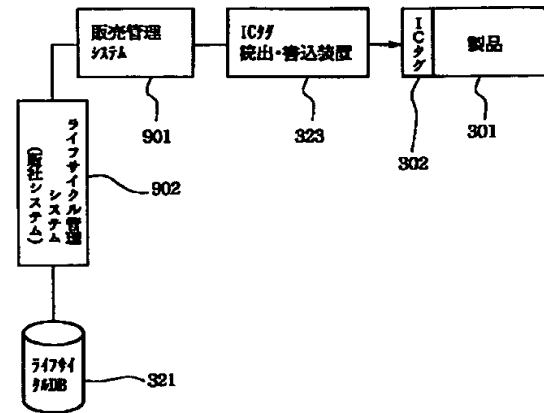 販売管理
システム
901
ICタグ
読出・書込装置
323
ICタグ
302
製品
301
ライフサイクル管理
システム
(販社システム)
902
ライフサイ
クルDB
321